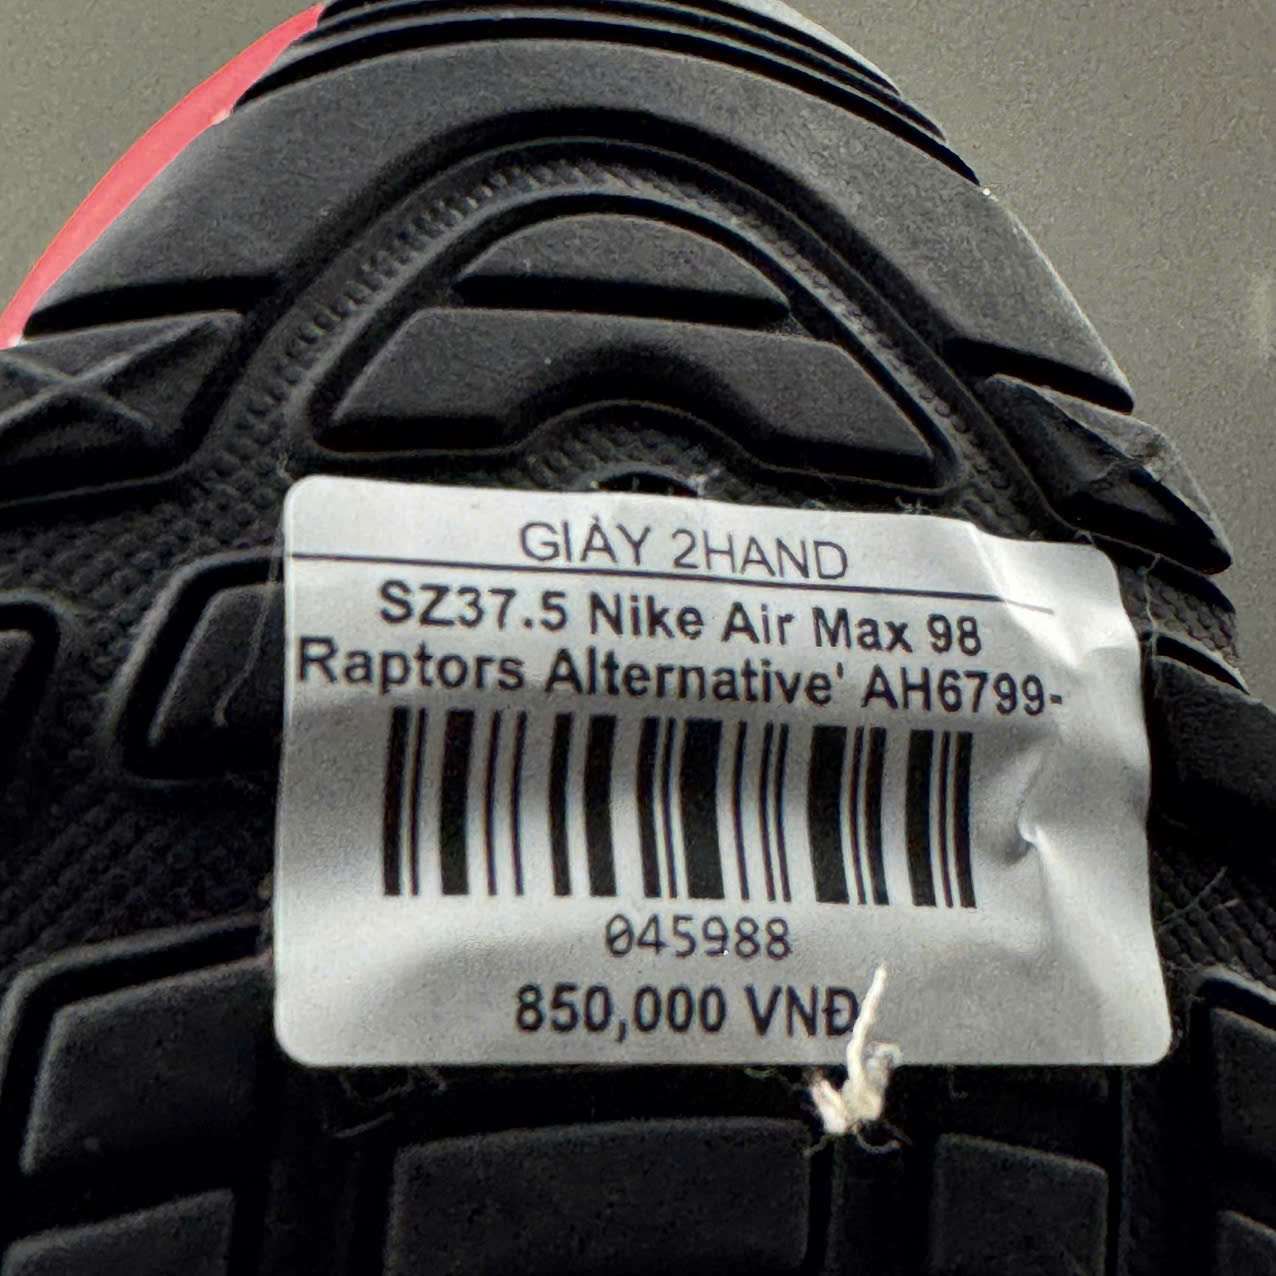 GIÀY 2HAND
SZ37.5 Nike Air Max 98
Raptors Alternative' AH6799-
045988
850,000 VNĐ